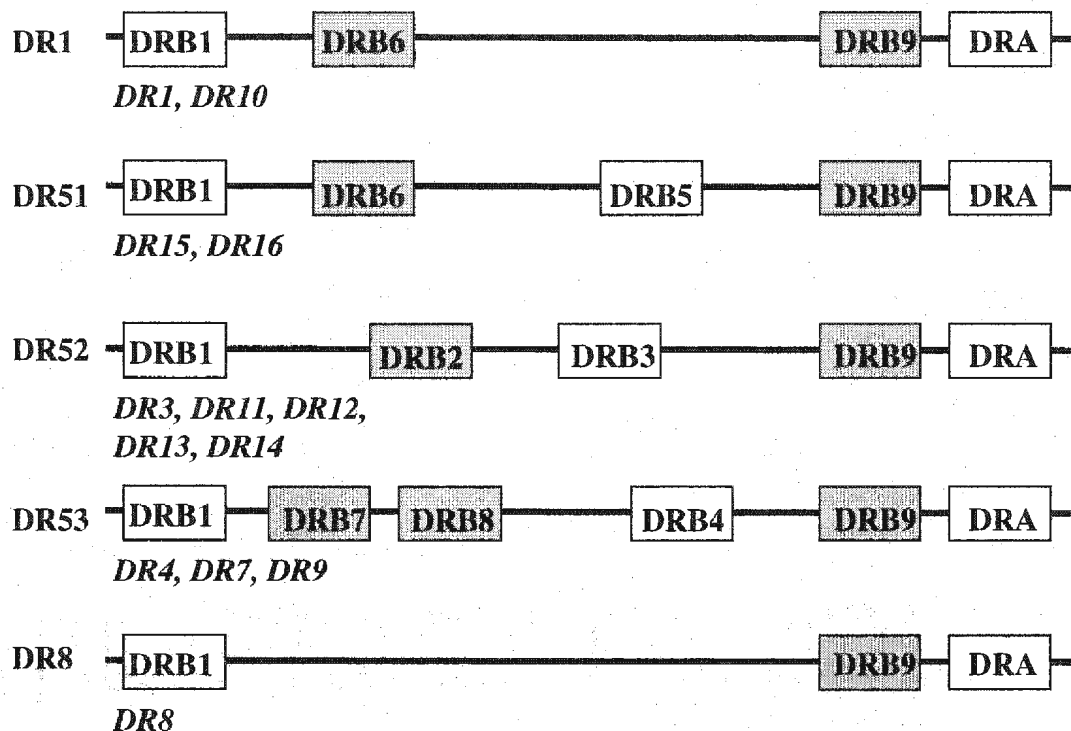 DR1 DRB1 DRB6 DRB9 DRA
DR1, DR10
DR51 DRB1 DRB6 DRB5 DRB9 DRA
DR15, DR16
DR52 DRB1 DRB2 DRB3 DRB9 DRA
DR3, DR11, DR12,
DR13, DR14
DR53 DRB1 DRB7 DRB8 DRB4 DRB9 DRA
DR4, DR7, DR9
DR8 DRB1 DRB9 DRA
DR8